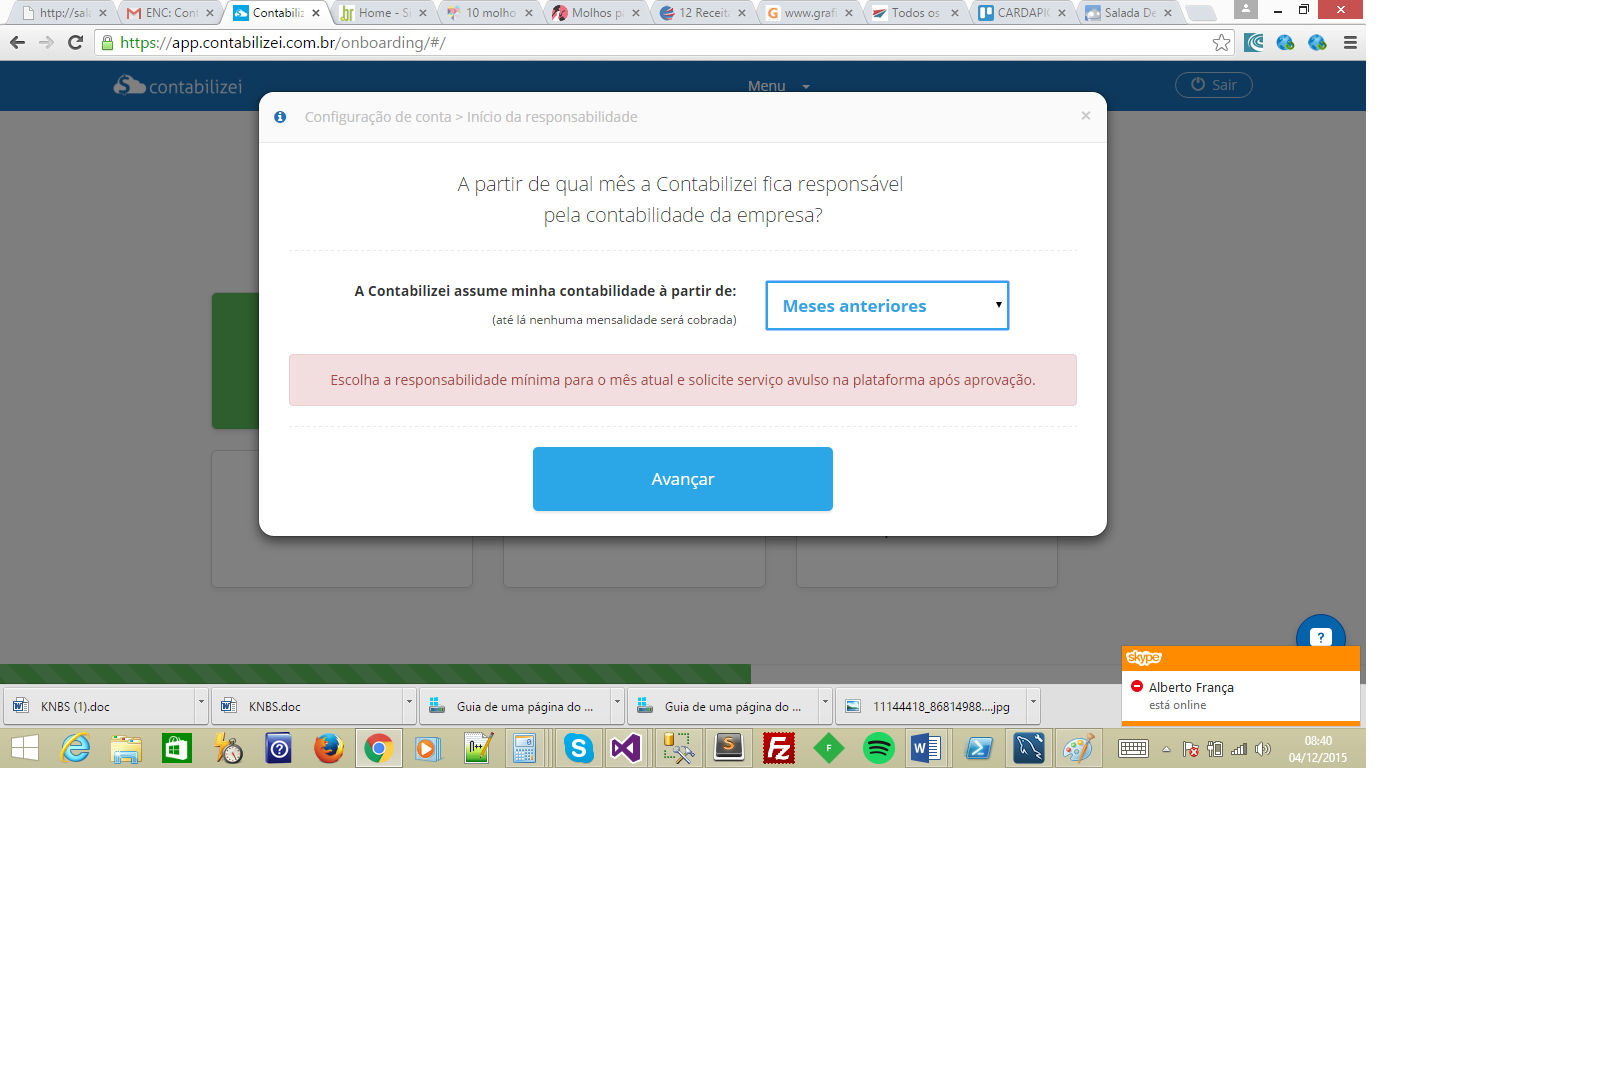 http://sal
ENC: Con
Contabiliz
Home - Si
10 molho
Molhos p
12 Receit
www.grafi
Todos os
CARDAPI
Salada De
https://app.contabilizei.com.br/onboarding/#/
contabilizei
Menu
Sair
Configuração de conta > Início da responsabilidade
A partir de qual mês a Contabilizei fica responsável
pela contabilidade da empresa?
A Contabilizei assume minha contabilidade à partir de:
(até lá nenhuma mensalidade será cobrada)
Meses anteriores
Escolha a responsabilidade mínima para o mês atual e solicite serviço avulso na plataforma após aprovação.
Avançar
skype
Alberto França
está online
KNBS (1).doc
KNBS.doc
Guia de uma página do ...
Guia de uma página do ...
11144418_86814988....jpg
08:40
04/12/2015